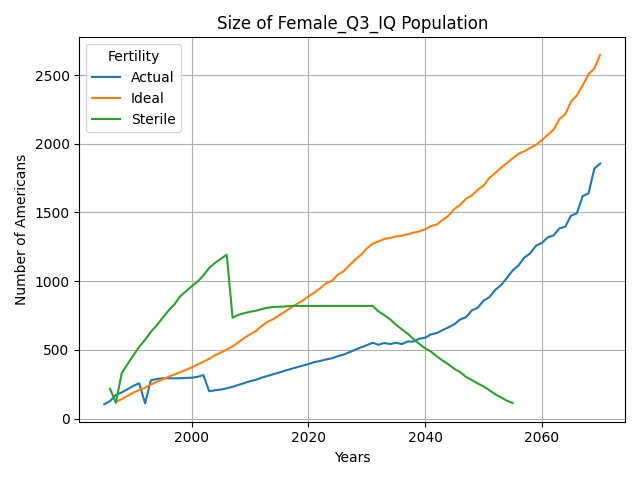 Size of Female_Q3_IQ Population
Fertility
Actual
Ideal
Sterile
Number of Americans
2500
2000
1500
1000
500
0
2000
2020
2040
2060
Years